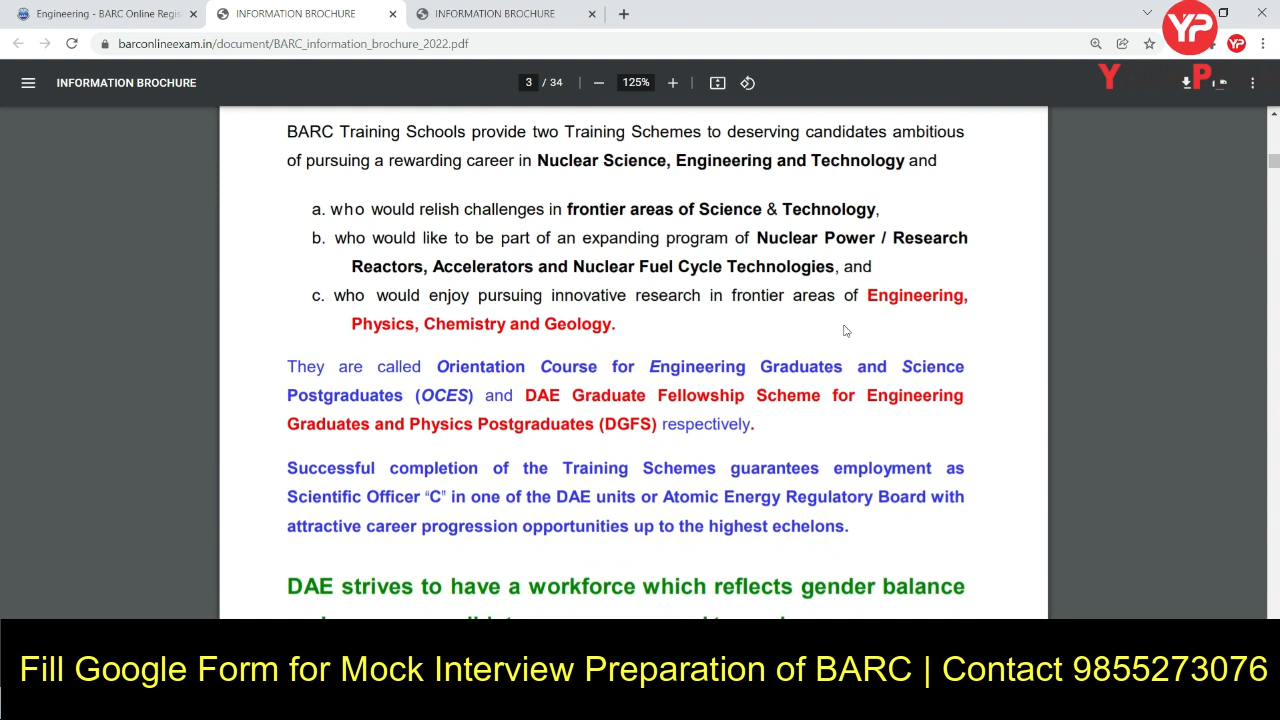 Engineering - BARC Online Regis
INFORMATION BROCHURE
INFORMATION BROCHURE
barconlineexam.in/document/BARC_information_brochure_2022.pdf
YP
YP
INFORMATION BROCHURE
3 / 34
125%
Y P
BARC Training Schools provide two Training Schemes to deserving candidates ambitious
of pursuing a rewarding career in Nuclear Science, Engineering and Technology and
a. who would relish challenges in frontier areas of Science & Technology,
b. who would like to be part of an expanding program of Nuclear Power / Research
Reactors, Accelerators and Nuclear Fuel Cycle Technologies, and
c. who would enjoy pursuing innovative research in frontier areas of Engineering,
Physics, Chemistry and Geology.
They are called Orientation Course for Engineering Graduates and Science
Postgraduates (OCES) and DAE Graduate Fellowship Scheme for Engineering
Graduates and Physics Postgraduates (DGFS) respectively.
Successful completion of the Training Schemes guarantees employment as
Scientific Officer “C” in one of the DAE units or Atomic Energy Regulatory Board with
attractive career progression opportunities up to the highest echelons.
DAE strives to have a workforce which reflects gender balance
Fill Google Form for Mock Interview Preparation of BARC | Contact 9855273076